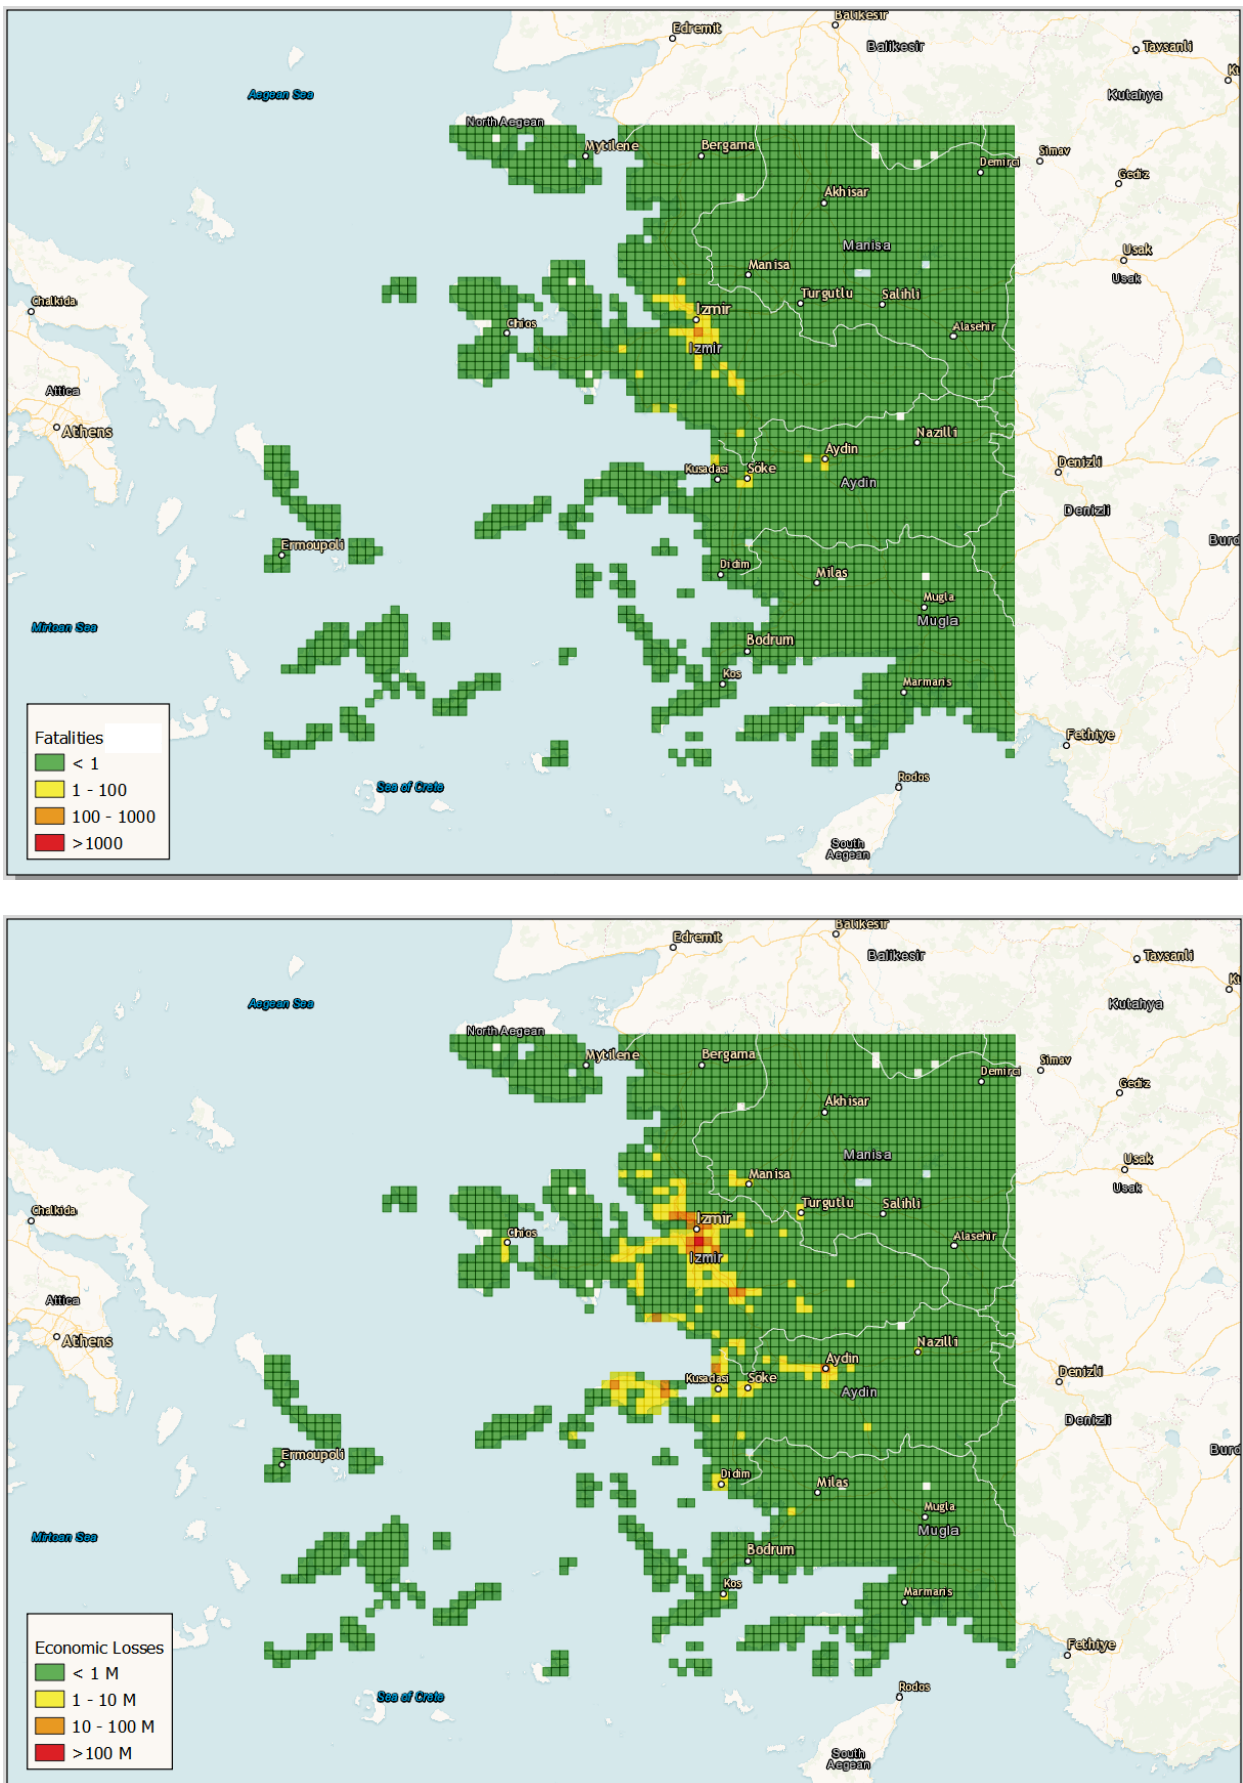 Balikesir
Edremit
Balikesir
Tavsanli
Aegean Sea
Kutahya
North Aegean
Mytilene
Bergama
Demirci
Simav
Gediz
Akhisar
Manisa
Usak
Usak
Manisa
Turgutlu
Salihli
Chalkida
Izmir
Chios
Alasehir
Izmir
Attica
Athens
Nazilli
Aydin
Denizli
Kusadasi
Söke
Aydin
Denizli
Ermoupoli
Didim
Milas
Mugla
Mugla
Mirtoan Sea
Bodrum
Kos
Marmaris
Fethiye
Fatalities
< 1
1 - 100
100 - 1000
>1000
Sea of Crete
Rodos
South
Aegean
Balikesir
Edremit
Balikesir
Tavsanli
Aegean Sea
Kutahya
North Aegean
Mytilene
Bergama
Demirci
Simav
Gediz
Akhisar
Manisa
Usak
Usak
Manisa
Turgutlu
Salihli
Chalkida
Izmir
Chios
Alasehir
Izmir
Attica
Athens
Nazilli
Aydin
Denizli
Kusadasi
Söke
Aydin
Denizli
Ermoupoli
Didim
Milas
Mugla
Mugla
Mirtoan Sea
Bodrum
Kos
Marmaris
Fethiye
Economic Losses
< 1 M
1 - 10 M
10 - 100 M
>100 M
Sea of Crete
Rodos
South
Aegean